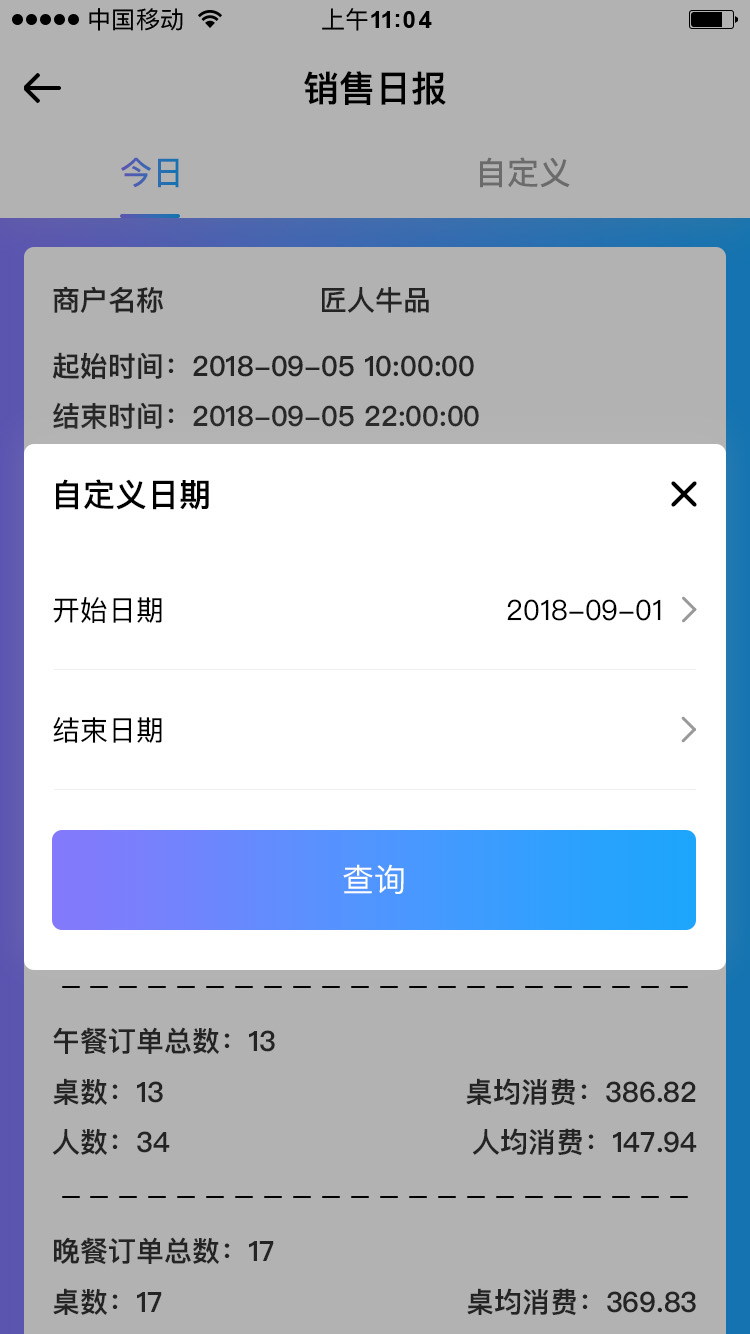 中国移动 上午11:04
销售日报
今日 自定义
商户名称 匠人牛品
起始时间：2018-09-05 10:00:00
结束时间：2018-09-05 22:00:00
自定义日期
开始日期 2018-09-01
结束日期
查询
午餐订单总数：13
桌数：13 桌均消费：386.82
人数：34 人均消费：147.94
晚餐订单总数：17
桌数：17 桌均消费：369.83